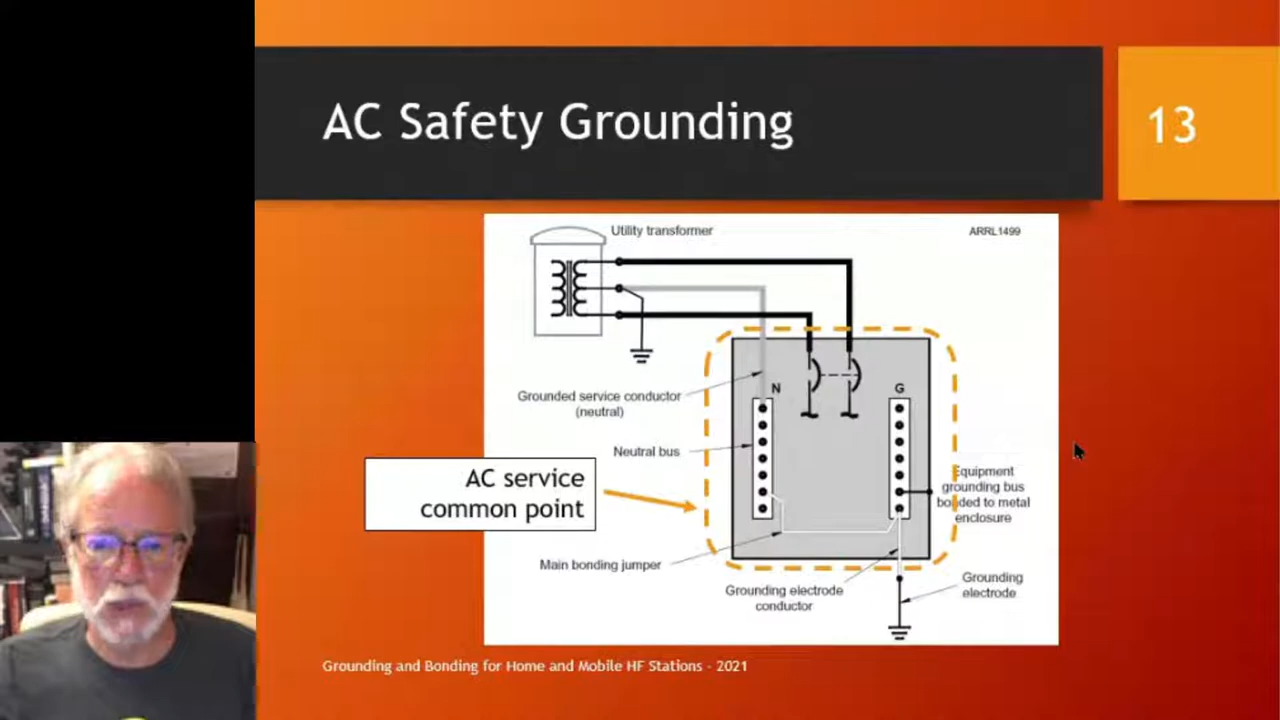 AC Safety Grounding
13
Utility transformer
ARRL1499
Grounded service conductor
(neutral)
N
G
Neutral bus
AC service
common point
Equipment
grounding bus
bonded to metal
enclosure
Main bonding jumper
Grounding electrode
conductor
Grounding
electrode
Grounding and Bonding for Home and Mobile HF Stations - 2021